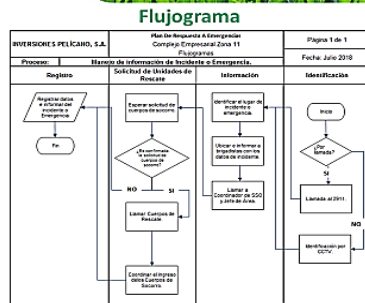 Flujograma
INVERSIONES PELÍCANO, S.A.
Plan De Respuesta A Emergencias
Complejo Empresarial Zona 11
Flujogramas
Página 1 de 1
Fecha: Julio 2018
Proceso:
Manejo de información de Incidente o Emergencia.
Registro
Solicitud de Unidades de
Rescate
Información
Identificación
Registrar datos
e informar del
incidente o
Emergencia
Fin
Esperar solicitud de
cuerpos de socorro.
¿Es confirmada
la solicitud de
cuerpos de
socorro?
NO
SI
Llamar Cuerpos de
Rescate
Coordinar el ingreso
de los Cuerpos de
Socorro.
Identificar el lugar de
incidente o
emergencia.
Ubicar e informar a
brigadistas con los
datos de incidente.
Llamar a
Coordinador de SSO
y Jefe de Área.
Inicio
¿Por
llamada?
SI
Llamada al 2911.
NO
Identificación por
CCTV.